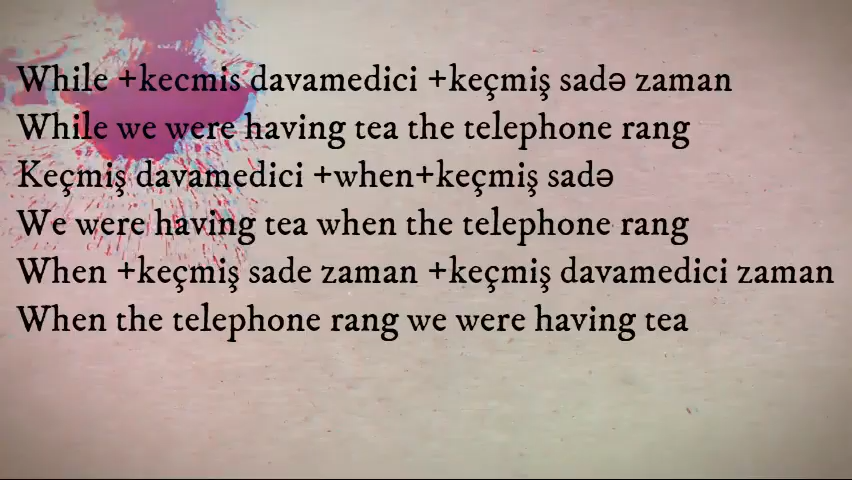 While +kecmis davamedici +keçmiş sadə zaman
While we were having tea the telephone rang
Keçmiş davamedici +when+keçmiş sadə
We were having tea when the telephone rang
When +keçmiş sade zaman +keçmiş davamedici zaman
When the telephone rang we were having tea